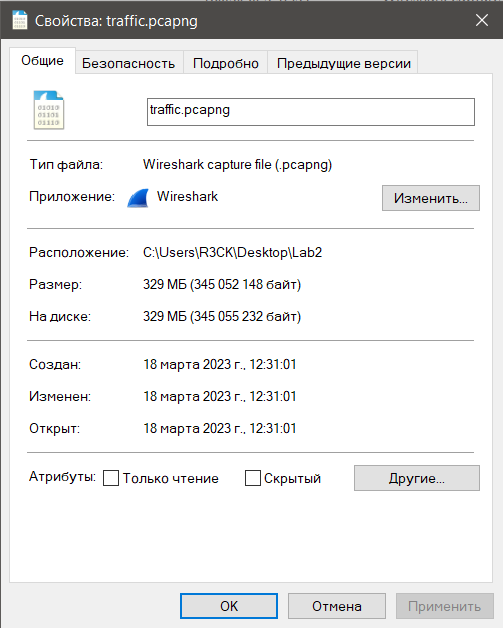 Свойства: traffic.pcapng
Общие Безопасность Подробно Предыдущие версии
traffic.pcapng
Тип файла: Wireshark capture file (.pcapng)
Приложение: Wireshark Изменить...
Расположение: C:\Users\R3CK\Desktop\Lab2
Размер: 329 МБ (345 052 148 байт)
На диске: 329 МБ (345 055 232 байт)
Создан: 18 марта 2023 г., 12:31:01
Изменен: 18 марта 2023 г., 12:31:01
Открыт: 18 марта 2023 г., 12:31:01
Атрибуты: Только чтение Скрытый Другие...
OK Отмена Применить